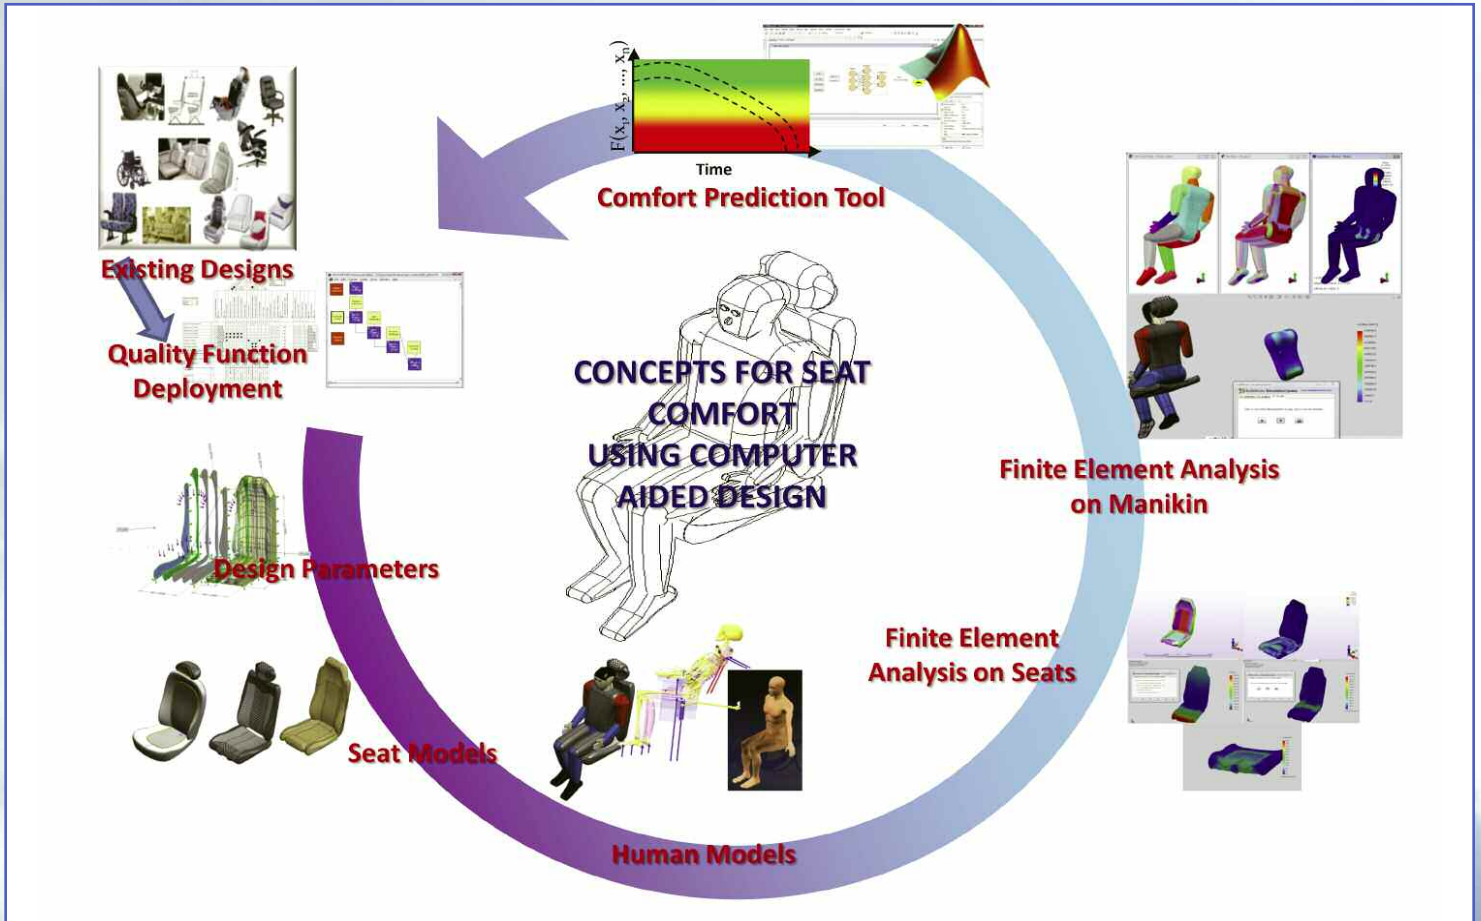 F(x1, x2, ..., xn)
Time
Comfort Prediction Tool
Existing Designs
Quality Function
Deployment
CONCEPTS FOR SEAT
COMFORT
USING COMPUTER
AIDED DESIGN
Finite Element Analysis
on Manikin
Design Parameters
Finite Element
Analysis on Seats
Seat Models
Human Models